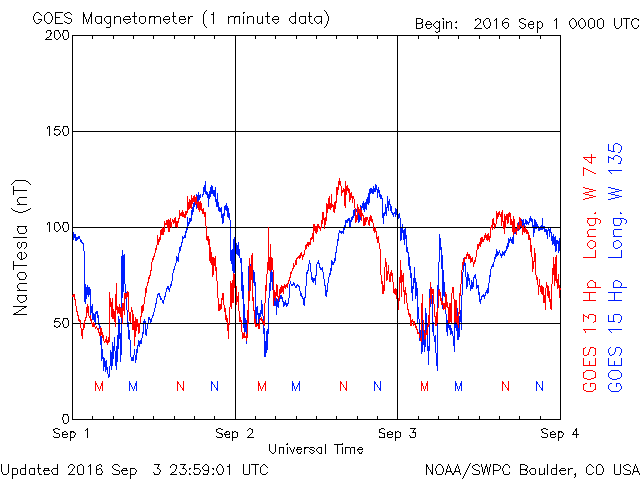 GOES Magnetometer (1 minute data)
Begin: 2016 Sep 1 0000 UTC
200
150
100
50
0
NanoTesla (nT)
GOES 13 Hp Long. W 74
GOES 15 Hp Long. W 135
M M N N M M N N M M N N
Sep 1 Sep 2 Sep 3 Sep 4
Universal Time
Updated 2016 Sep 3 23:59:01 UTC
NOAA/SWPC Boulder, CO USA